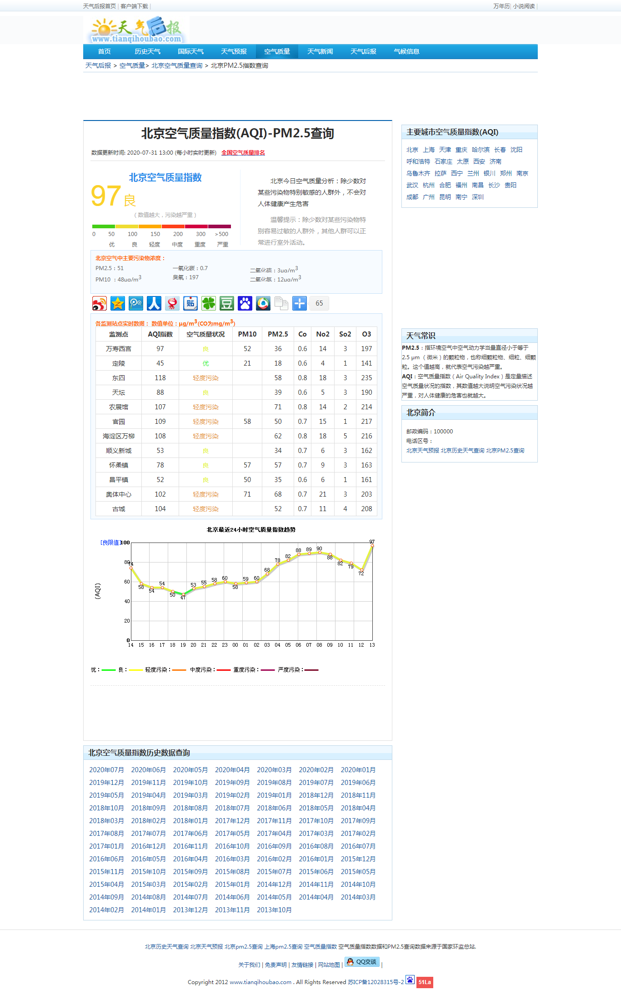 天气后报首页 | 客户端下载 |
万年历| 小说阅读 |
天气后报
www.tianqihoubao.com
首页 历史天气 国际天气 天气预报 空气质量 天气新闻 天气后报 气候信息
天气后报 > 空气质量> 北京空气质量查询 > 北京PM2.5指数查询
北京空气质量指数(AQI)-PM2.5查询
数据更新时间: 2020-07-31 13:00 (每小时实时更新) 全国空气质量排名
北京空气质量指数
97 良
（数值越大，污染越严重）
0 50 100 150 200 300 >500
优 良 轻度 中度 重度 严重
北京今日空气质量分析：除少数对
某些污染物特别敏感的人群外，不会对
人体健康产生危害
温馨提示：除少数对某些污染物特
别容易过敏的人群外，其他人群可以正
常进行室外活动。
北京空气中主要污染物浓度：
PM2.5：51 一氧化碳：0.7 二氧化硫：3ug/m3
PM10 ：48ug/m3 臭氧：197 二氧化氮：12ug/m3
贴 豆 65
各监测站点实时数据： 数值单位：μg/m3(CO为mg/m3)
监测点 AQI指数 空气质量状况 PM10 PM2.5 Co No2 So2 O3
万寿西宫 97 良 52 36 0.6 14 3 197
定陵 45 优 21 18 0.6 4 1 141
东四 118 轻度污染 58 0.8 18 3 235
天坛 88 良 39 0.6 5 3 190
农展馆 107 轻度污染 71 0.8 14 2 214
官园 109 轻度污染 58 50 0.7 15 1 217
海淀区万柳 108 轻度污染 62 0.8 18 5 216
顺义新城 53 良 34 0.7 6 3 162
怀柔镇 78 良 57 57 0.7 9 3 163
昌平镇 52 良 50 35 0.6 6 1 161
奥体中心 102 轻度污染 71 68 0.7 21 3 203
古城 104 轻度污染 52 0.7 11 4 208
北京最近24小时空气质量指数趋势
[良限值]100
80
60
40
20
0
(AQI)
74 58 54 54 50 47 53 55 58 60 58 59 60 68 78 82 88 89 90 88 82 79 72 97
14 15 16 17 18 19 20 21 22 23 00 01 02 03 04 05 06 07 08 09 10 11 12 13
优： 良： 轻度污染： 中度污染： 重度污染： 严度污染：
北京空气质量指数历史数据查询
2020年07月 2020年06月 2020年05月 2020年04月 2020年03月 2020年02月 2020年01月
2019年12月 2019年11月 2019年10月 2019年09月 2019年08月 2019年07月 2019年06月
2019年05月 2019年04月 2019年03月 2019年02月 2019年01月 2018年12月 2018年11月
2018年10月 2018年09月 2018年08月 2018年07月 2018年06月 2018年05月 2018年04月
2018年03月 2018年02月 2018年01月 2017年12月 2017年11月 2017年10月 2017年09月
2017年08月 2017年07月 2017年06月 2017年05月 2017年04月 2017年03月 2017年02月
2017年01月 2016年12月 2016年11月 2016年10月 2016年09月 2016年08月 2016年07月
2016年06月 2016年05月 2016年04月 2016年03月 2016年02月 2016年01月 2015年12月
2015年11月 2015年10月 2015年09月 2015年08月 2015年07月 2015年06月 2015年05月
2015年04月 2015年03月 2015年02月 2015年01月 2014年12月 2014年11月 2014年10月
2014年09月 2014年08月 2014年07月 2014年06月 2014年05月 2014年04月 2014年03月
2014年02月 2014年01月 2013年12月 2013年11月 2013年10月
主要城市空气质量指数(AQI)
北京 上海 天津 重庆 哈尔滨 长春 沈阳
呼和浩特 石家庄 太原 西安 济南
乌鲁木齐 拉萨 西宁 兰州 银川 郑州 南京
武汉 杭州 合肥 福州 南昌 长沙 贵阳
成都 广州 昆明 南宁 深圳
天气常识
PM2.5：指环境空气中空气动力学当量直径小于等于
2.5 μm （微米）的颗粒物，也称细颗粒物、细粒、细颗
粒。这个值越高，就代表空气污染越严重。
AQI：空气质量指数（Air Quality Index）是定量描述
空气质量状况的指数，其数值越大说明空气污染状况越
严重，对人体健康的危害也就越大。
北京简介
邮政编码：100000
电话区号：
北京天气预报 北京历史天气查询 北京PM2.5查询
北京历史天气查询 北京天气预报 北京pm2.5查询 上海pm2.5查询 空气质量指数 空气质量指数数据和PM2.5查询数据来源于国家环监总站.
关于我们 | 免责声明 | 友情链接 | 网站地图 | QQ交谈 |
Copyright 2012 www.tianqihoubao.com . All Rights Reserved 苏ICP备12028315号-2 51La